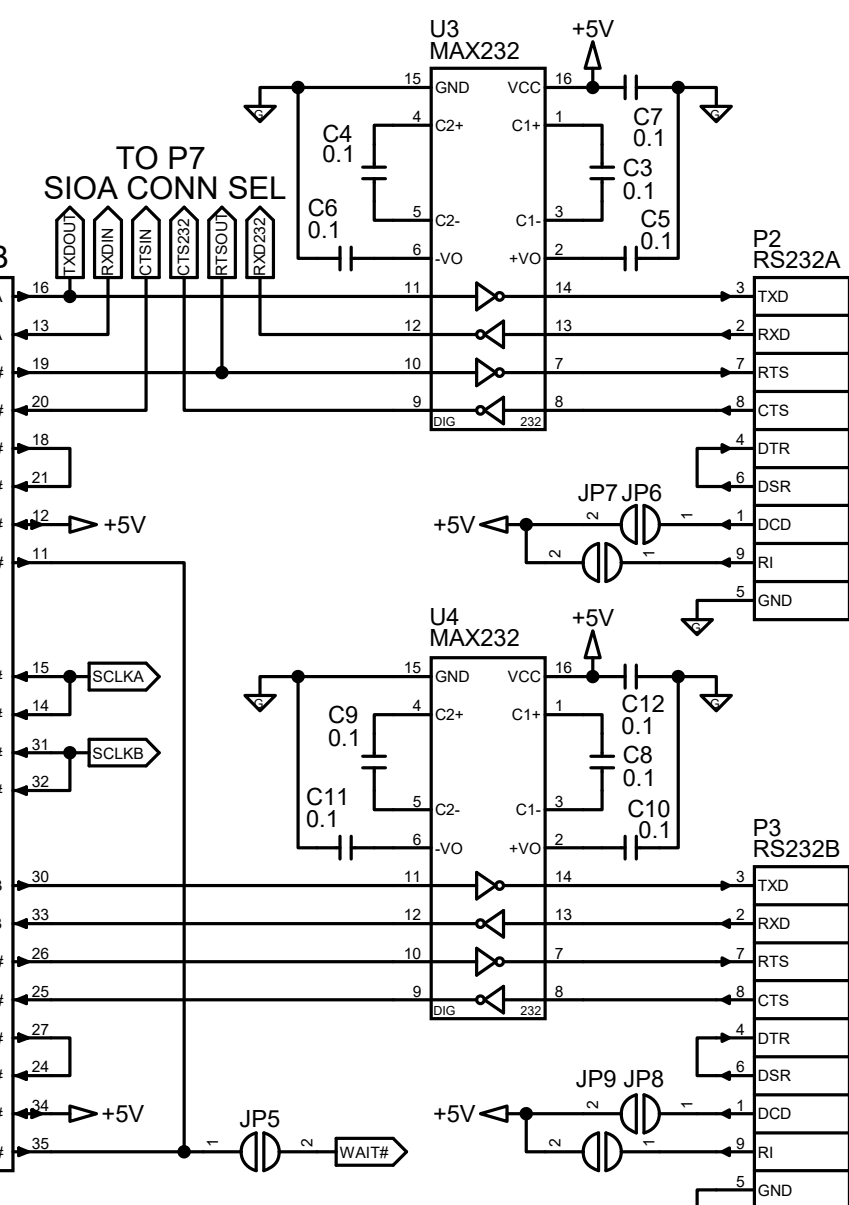 U3
MAX232
+5V
15 GND VCC 16
G
G
4 C2+ C1+ 1
C4
0.1
C7
0.1
C3
0.1
TO P7
SIOA CONN SEL
5 C2- C1- 3
C6
0.1
C5
0.1
6 -VO +VO 2
TXDOUT
RXDIN
CTSIN
CTS232
RTSOUT
RXD232
P2
RS232A
16 11 14 3 TXD
13 12 13 2 RXD
19 10 7 7 RTS
20 9 8 8 CTS
DIG 232
18 4 DTR
21 6 DSR
JP7 JP6
12 +5V +5V 2 1 1 DCD
11 2 1 9 RI
5 GND
G
U4
MAX232
+5V
15 SCLKA
14
15 GND VCC 16
G
G
4 C2+ C1+ 1
C9
0.1
C12
0.1
31 SCLKB
32
C8
0.1
5 C2- C1- 3
C11
0.1
C10
0.1
6 -VO +VO 2
P3
RS232B
30 11 14 3 TXD
33 12 13 2 RXD
26 10 7 7 RTS
25 9 8 8 CTS
DIG 232
27 4 DTR
24 6 DSR
JP9 JP8
34 +5V +5V 2 1 1 DCD
JP5
35 1 2 WAIT# 2 1 9 RI
5 GND